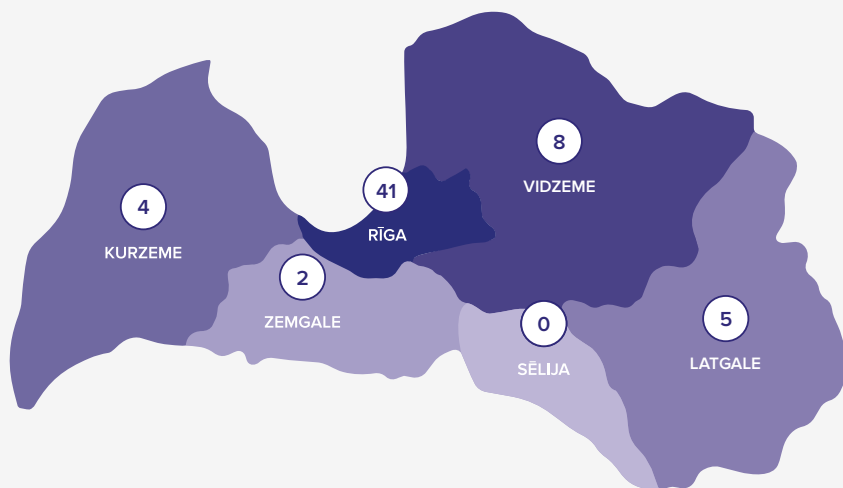 8
VIDZEME
41
RĪGA
4
KURZEME
2
ZEMGALE
0
SĒLIJA
5
LATGALE